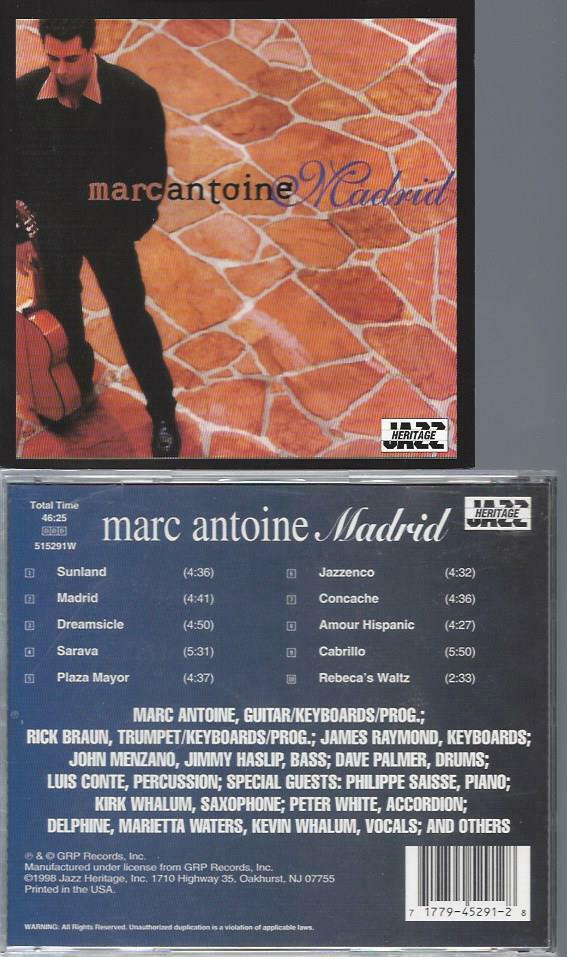 marcantoine Madrid
JAZZ
HERITAGE
Total Time
46:25
DDD
515291W
marc antoine Madrid
JAZZ
HERITAGE
1 Sunland (4:36)
2 Madrid (4:41)
3 Dreamsicle (4:50)
4 Sarava (5:31)
5 Plaza Mayor (4:37)
6 Jazzenco (4:32)
7 Concache (4:36)
8 Amour Hispanic (4:27)
9 Cabrillo (5:50)
10 Rebeca's Waltz (2:33)
MARC ANTOINE, GUITAR/KEYBOARDS/PROG.;
RICK BRAUN, TRUMPET/KEYBOARDS/PROG.; JAMES RAYMOND, KEYBOARDS;
JOHN MENZANO, JIMMY HASLIP, BASS; DAVE PALMER, DRUMS;
LUIS CONTE, PERCUSSION; SPECIAL GUESTS: PHILIPPE SAISSE, PIANO;
KIRK WHALUM, SAXOPHONE; PETER WHITE, ACCORDION;
DELPHINE, MARIETTA WATERS, KEVIN WHALUM, VOCALS; AND OTHERS
℗ & © GRP Records, Inc.
Manufactured under license from GRP Records, Inc.
©1998 Jazz Heritage, Inc. 1710 Highway 35, Oakhurst, NJ 07755
Printed in the USA.
7 1779-45291-2 8
WARNING: All Rights Reserved. Unauthorized duplication is a violation of applicable laws.